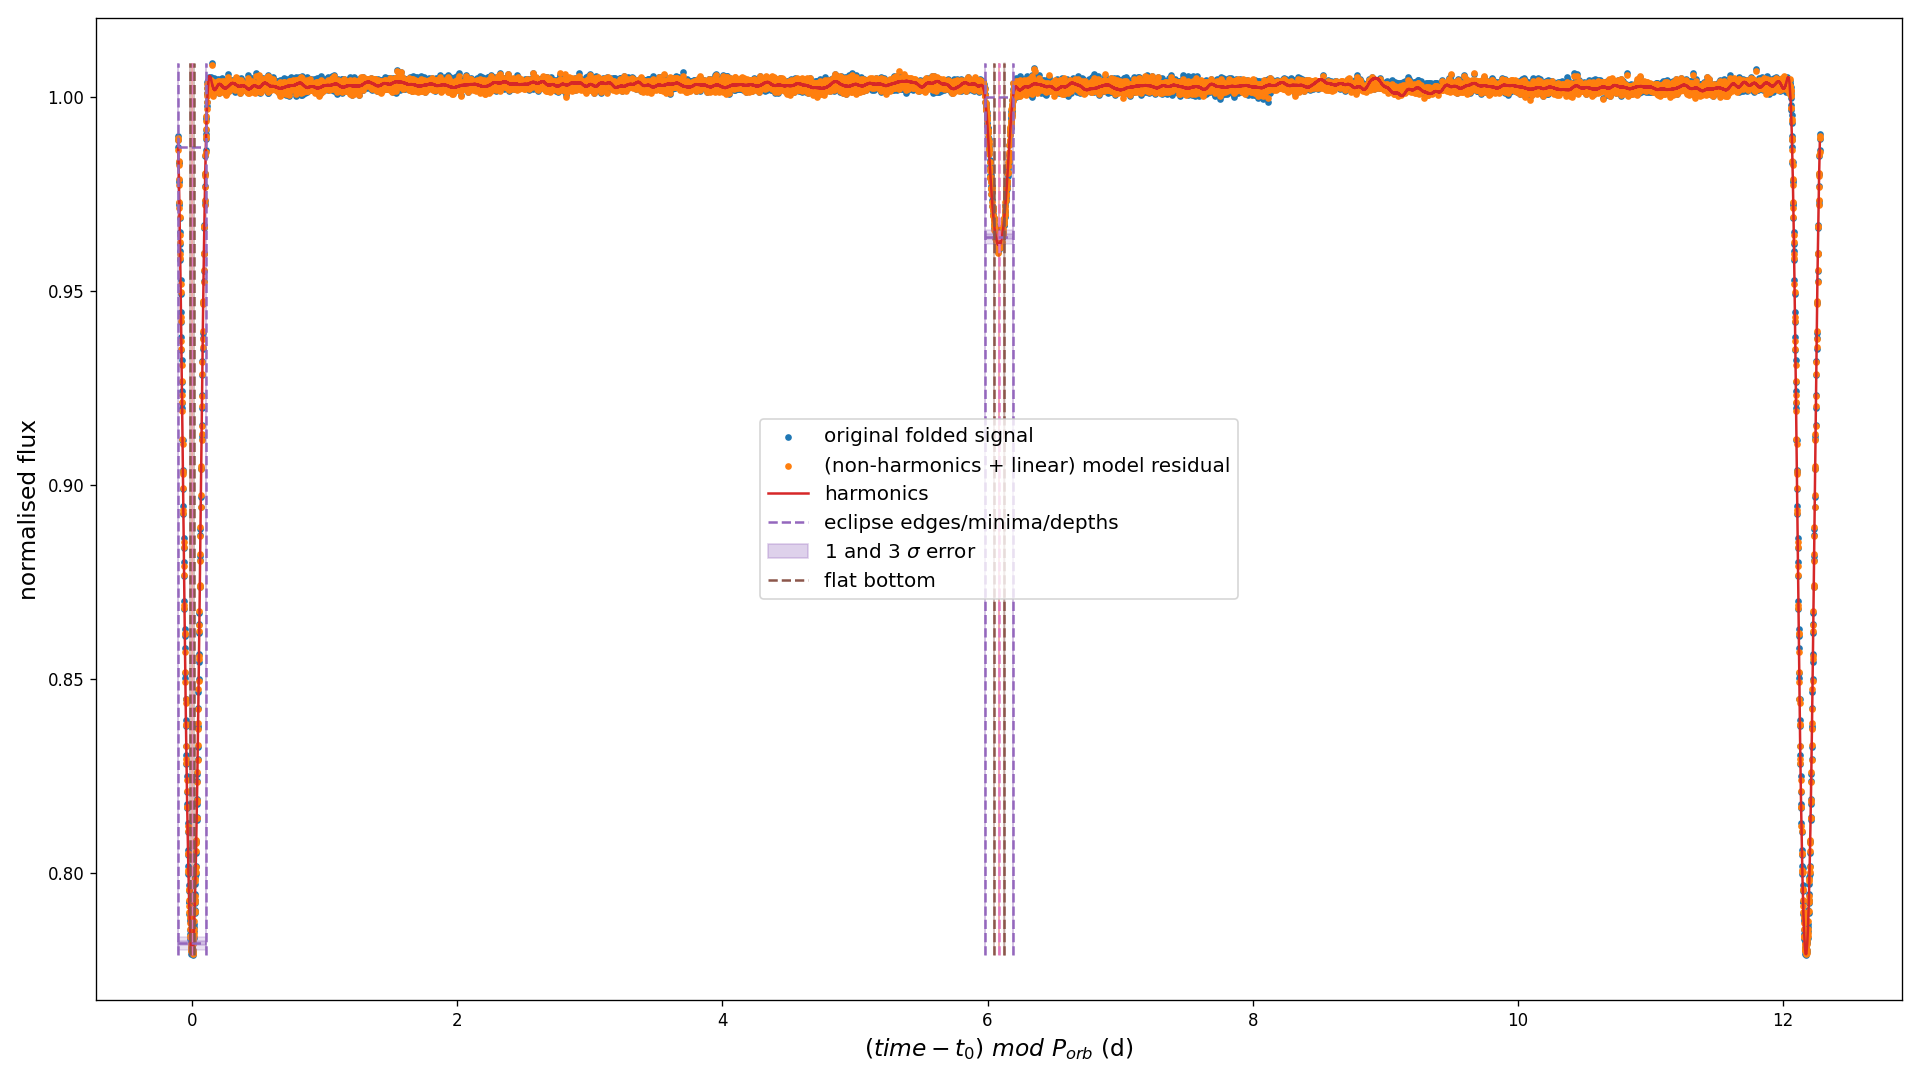 1.00
0.95
0.90
0.85
0.80
normalised flux
original folded signal
(non-harmonics + linear) model residual
harmonics
eclipse edges/minima/depths
1 and 3 σ error
flat bottom
0 2 4 6 8 10 12
(time − t₀) mod P_orb (d)